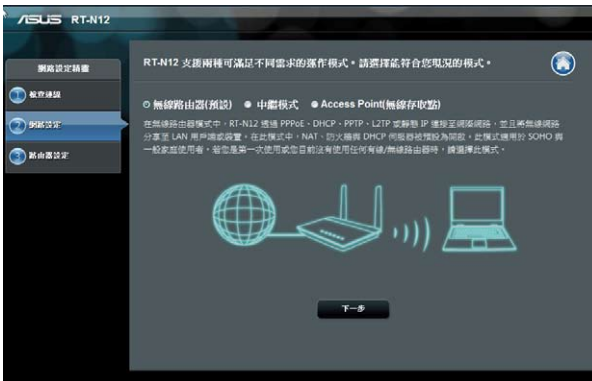 ASUS RT-N12
網路設定精靈
1 檢查連線
2 網路設定
3 路由器設定
RT-N12 支援兩種可滿足不同需求的運作模式。請選擇能符合您現況的模式。
無線路由器(預設) 中繼模式 Access Point(無線存取點)
在無線路由器模式中，RT-N12 透過 PPPoE、DHCP、PPTP、L2TP 或靜態 IP 連接至網際網路，並且將無線網路
分享至 LAN 用戶端或裝置。在此模式中，NAT、防火牆與 DHCP 伺服器被預設為開啟。此模式應用於 SOHO 與
一般家庭使用者。若您是第一次使用或您目前沒有使用任何有線/無線路由器時，請選擇此模式。
下一步